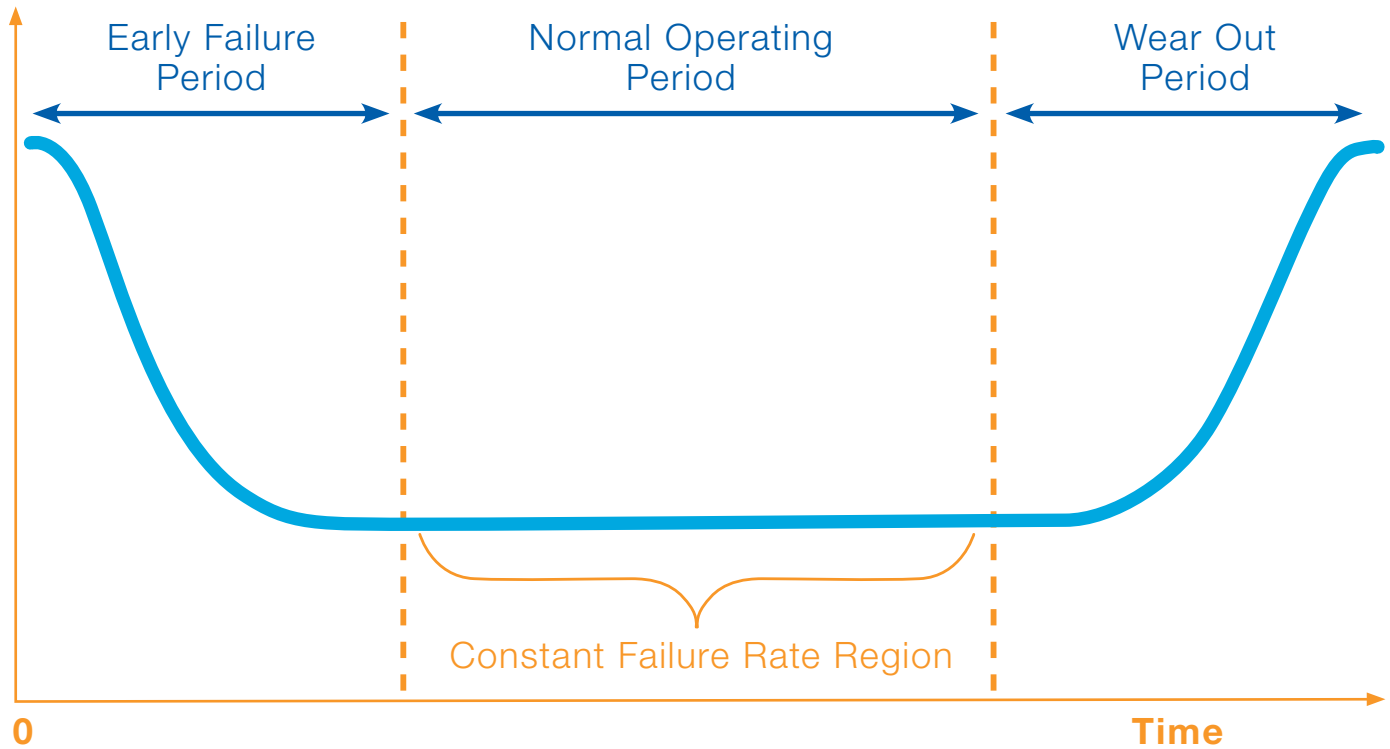 Early Failure
Period
Normal Operating
Period
Wear Out
Period
Constant Failure Rate Region
0
Time